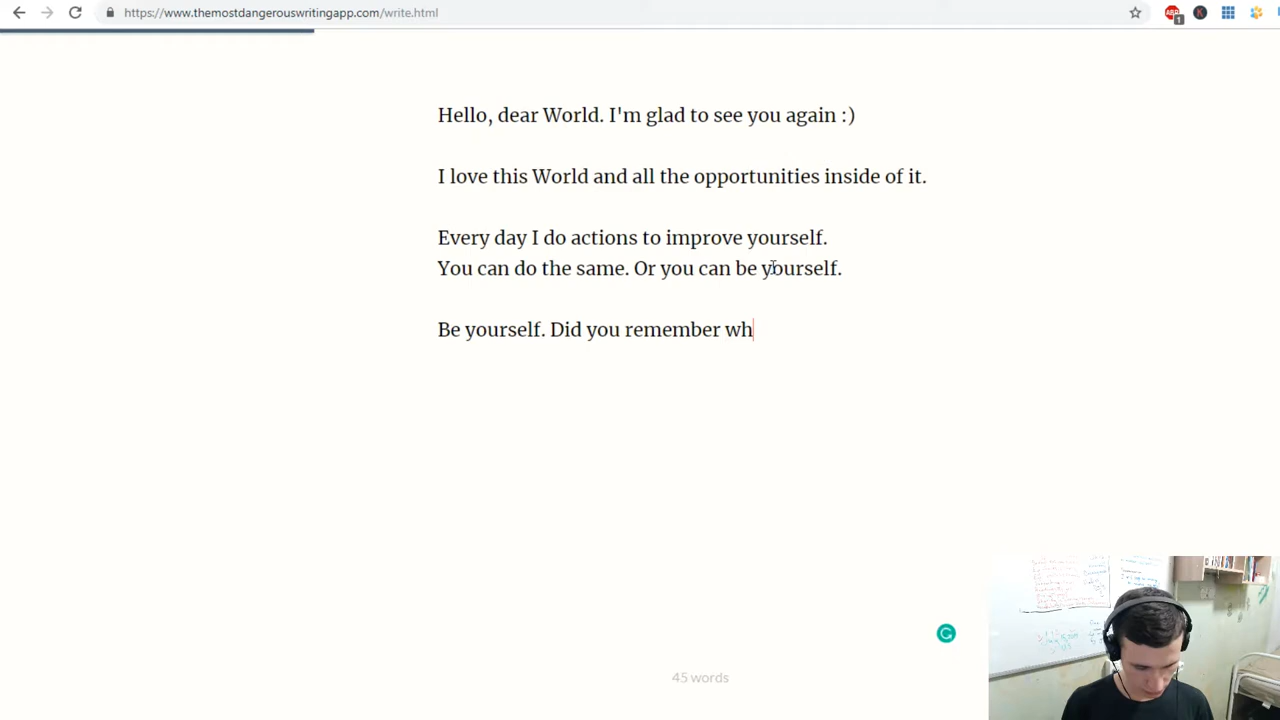 https://www.themostdangerouswritingapp.com/write.html
ABP
1
K
Hello, dear World. I'm glad to see you again :)
I love this World and all the opportunities inside of it.
Every day I do actions to improve yourself.
You can do the same. Or you can be yourself.
Be yourself. Did you remember wh
45 words